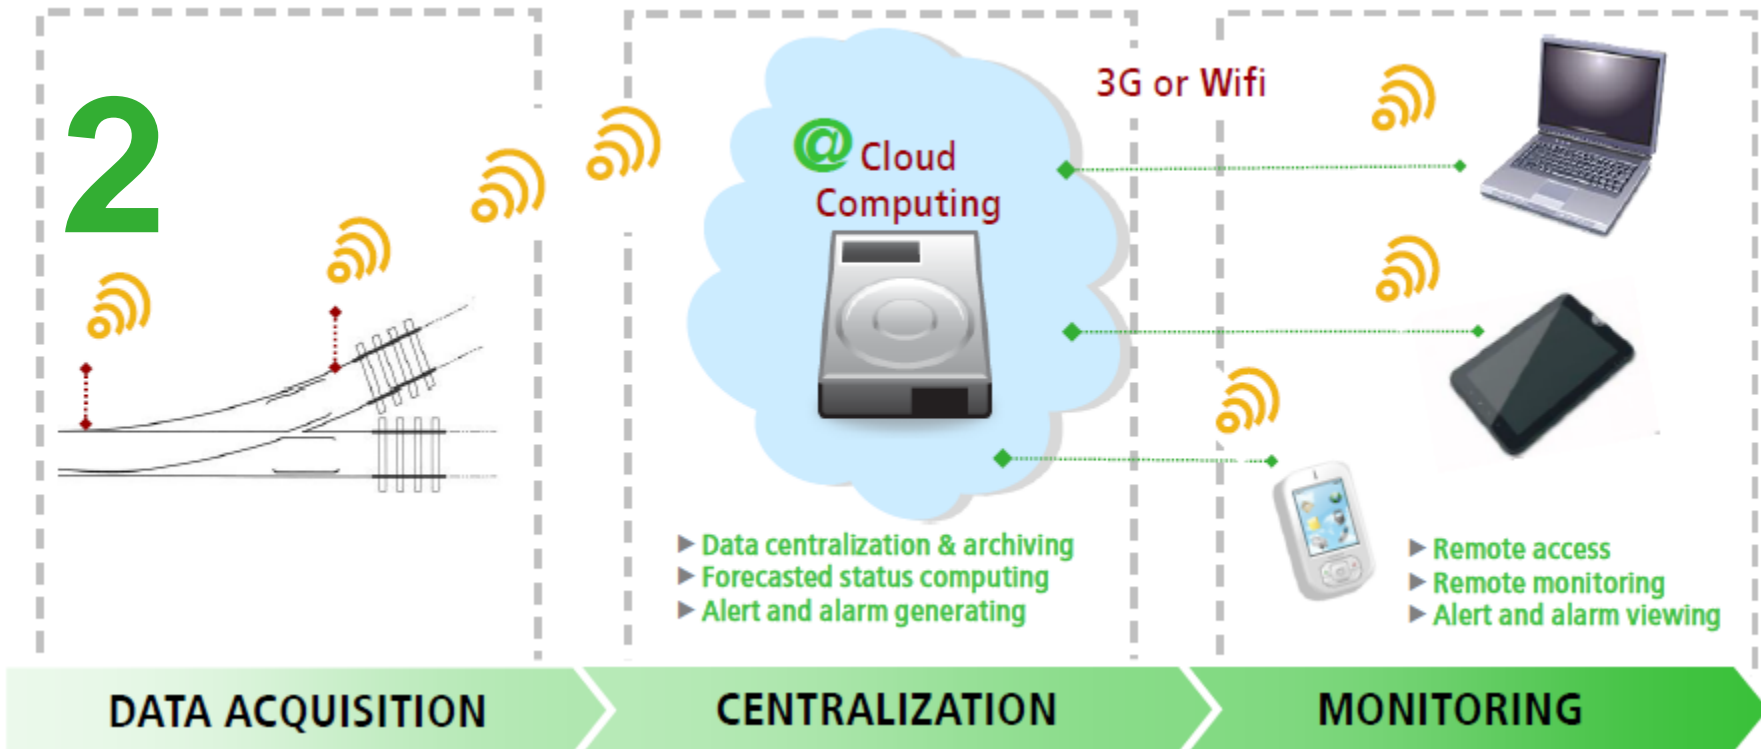 2
3G or Wifi
@ Cloud
Computing
Data centralization & archiving
Forecasted status computing
Alert and alarm generating
Remote access
Remote monitoring
Alert and alarm viewing
DATA ACQUISITION
CENTRALIZATION
MONITORING